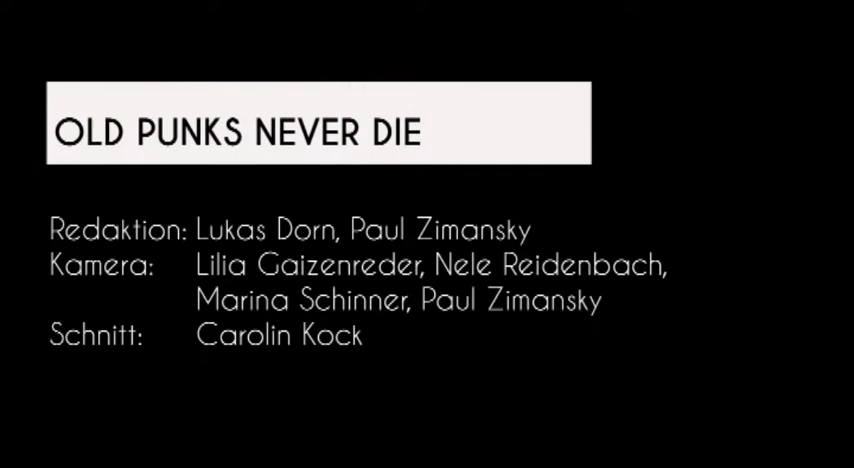 OLD PUNKS NEVER DIE
Redaktion: Lukas Dorn, Paul Zimansky
Kamera: Lilia Gaizenreder, Nele Reidenbach,
Marina Schinner, Paul Zimansky
Schnitt: Carolin Kock